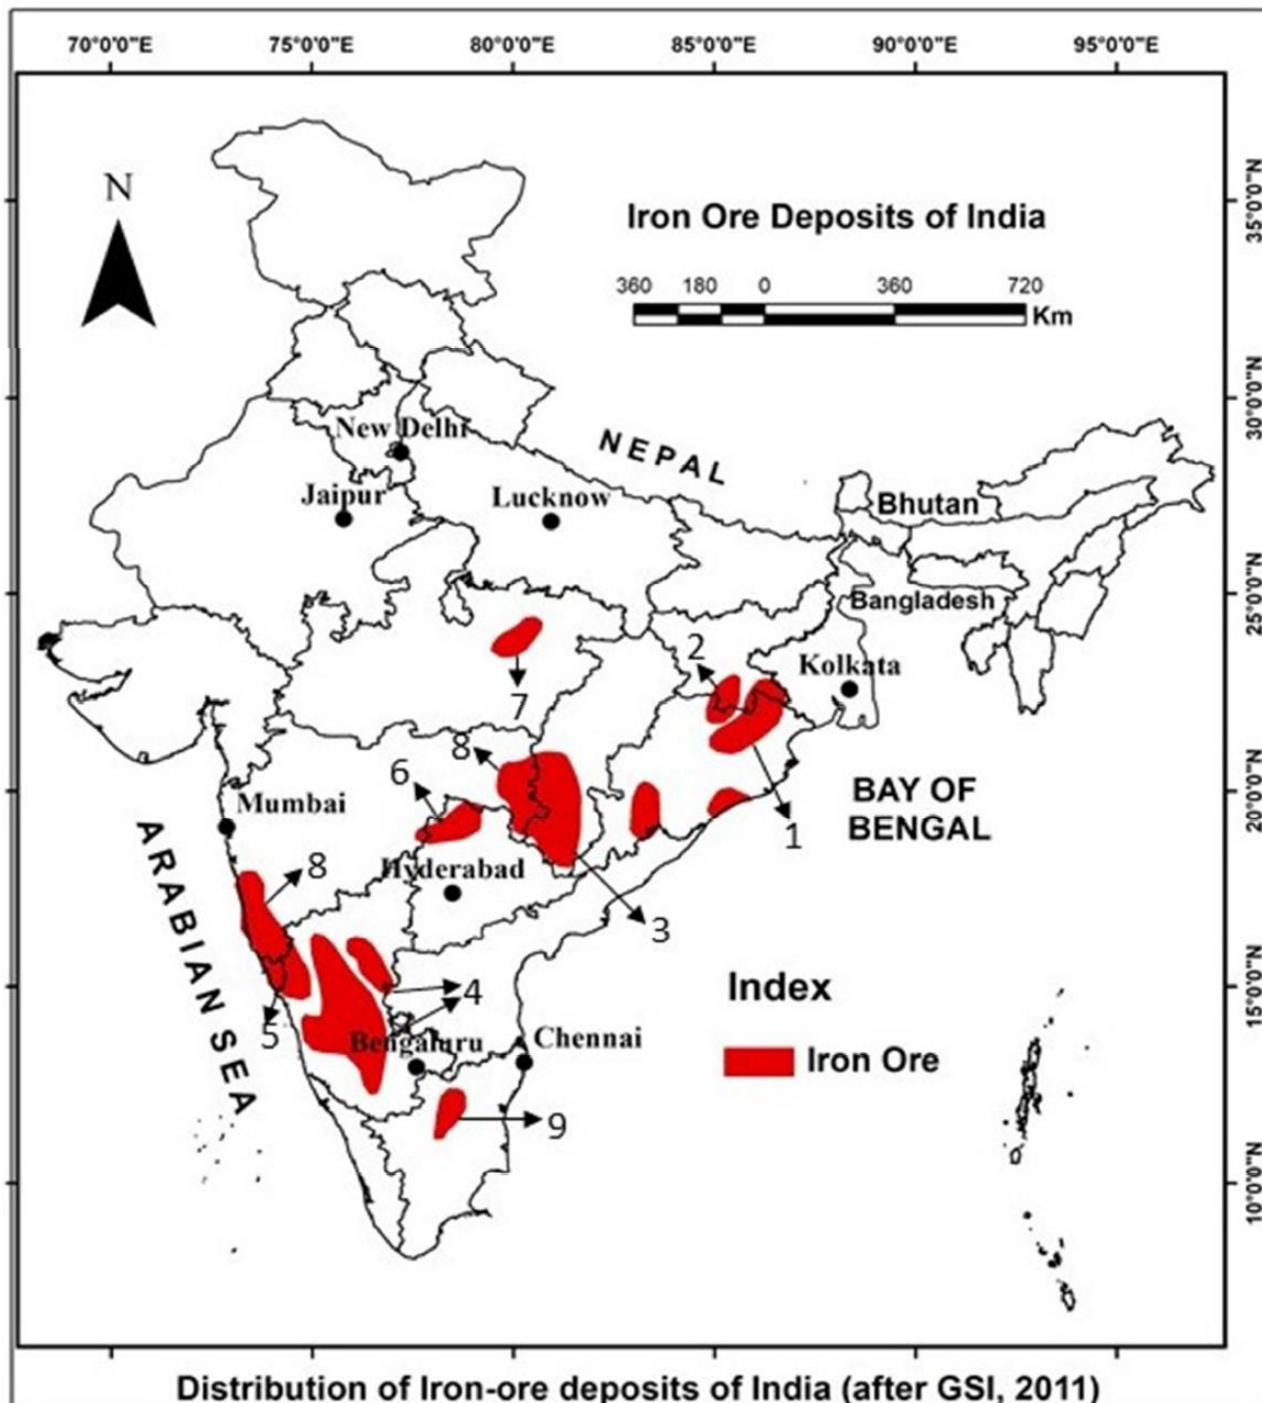 70°0'0"E 75°0'0"E 80°0'0"E 85°0'0"E 90°0'0"E 95°0'0"E
N
Iron Ore Deposits of India
360 180 0 360 720
Km
35°0'0"N
30°0'0"N
New Delhi
NEPAL
Jaipur
Lucknow
Bhutan
25°0'0"N
Bangladesh
2
Kolkata
7
8
6
20°0'0"N
Mumbai
BAY OF
BENGAL
1
Hyderabad
8
3
ARABIAN SEA
Index
4
15°0'0"N
5
Bengaluru
Chennai
Iron Ore
9
10°0'0"N
Distribution of Iron-ore deposits of India (after GSI, 2011)